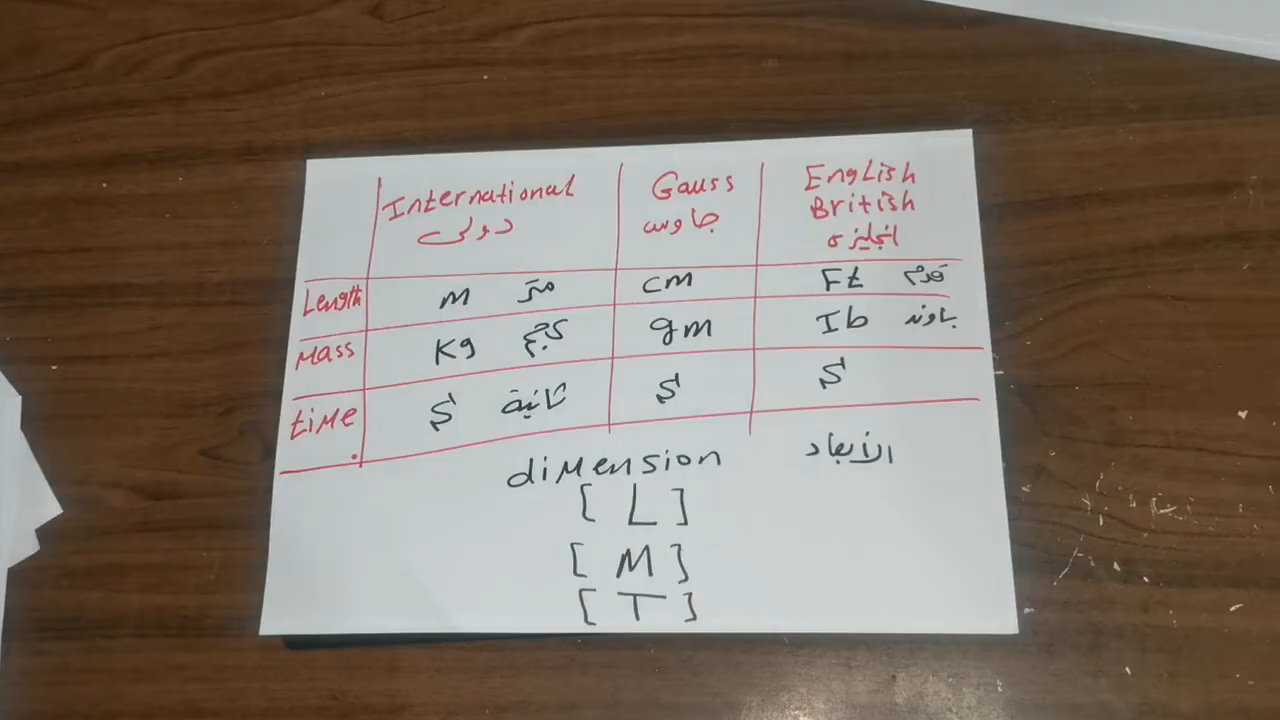 International Gauss English
دولى جاوس British
انجليزى
Length m متر cm Ft قدم
Mass Kg كجم gm Ib باوند
time S ثانية S S
dimension الأبعاد
[ L ]
[ M ]
[ T ]